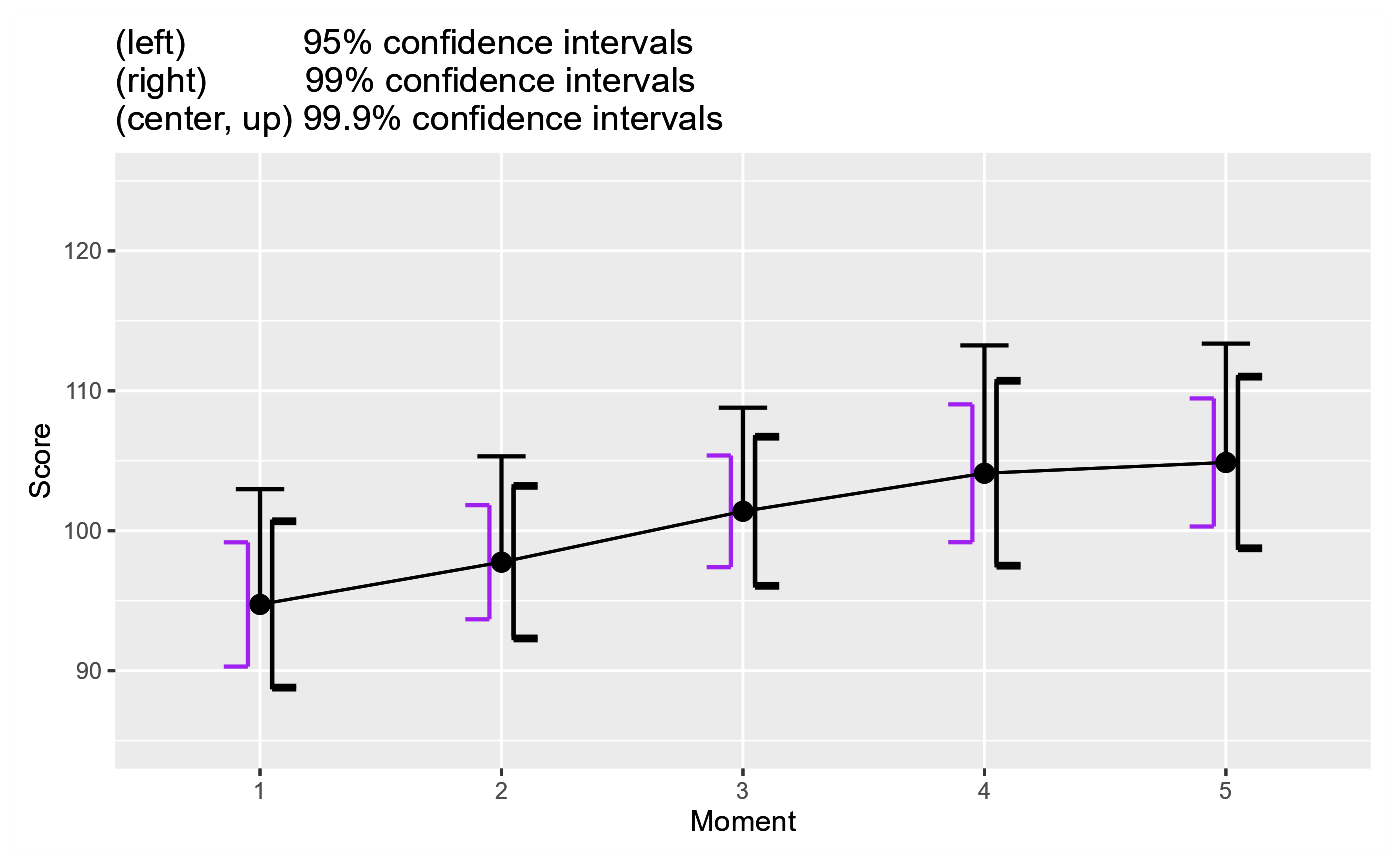 (left) 95% confidence intervals
(right) 99% confidence intervals
(center, up) 99.9% confidence intervals
120
110
100
90
Score
1 2 3 4 5
Moment